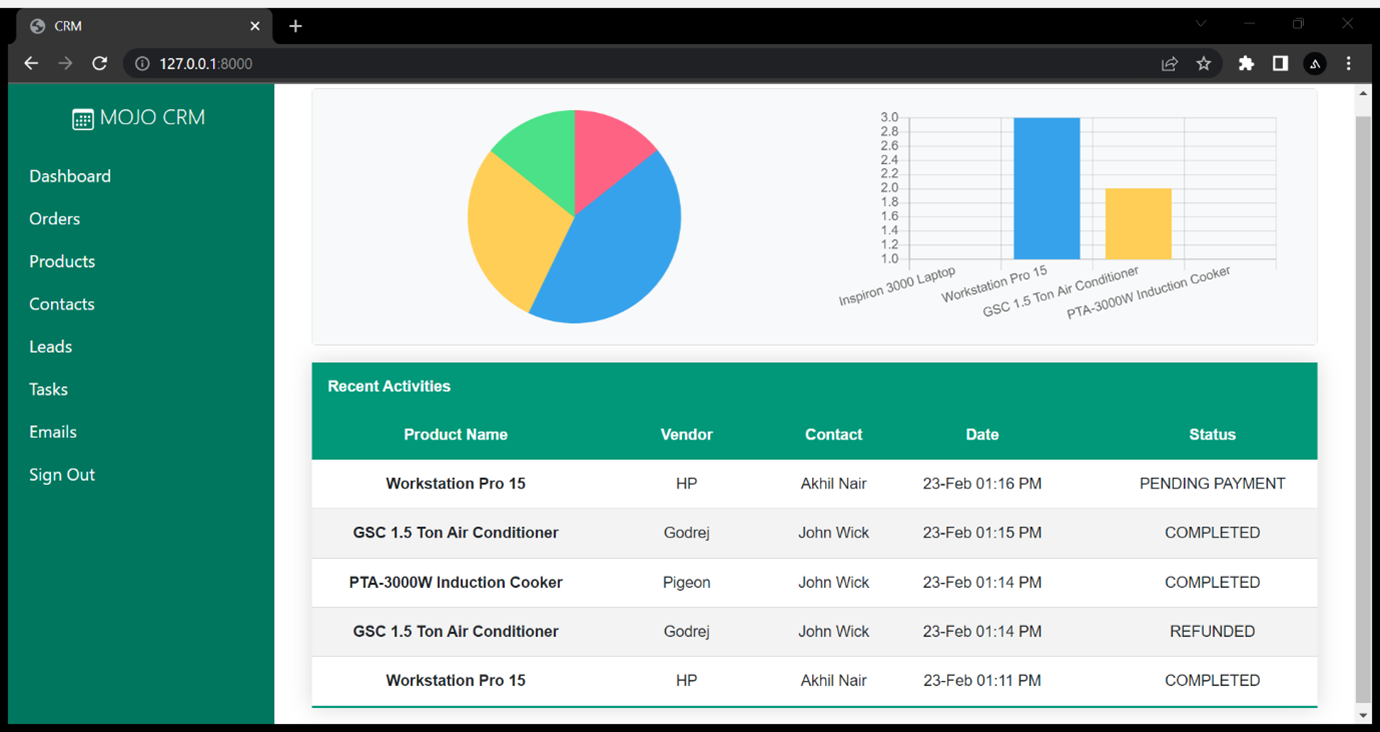 CRM
127.0.0.1:8000
MOJO CRM
Dashboard
Orders
Products
Contacts
Leads
Tasks
Emails
Sign Out
3.0
2.8
2.6
2.4
2.2
2.0
1.8
1.6
1.4
1.2
1.0
Inspiron 3000 Laptop
Workstation Pro 15
GSC 1.5 Ton Air Conditioner
PTA-3000W Induction Cooker
Recent Activities
Product Name Vendor Contact Date Status
Workstation Pro 15 HP Akhil Nair 23-Feb 01:16 PM PENDING PAYMENT
GSC 1.5 Ton Air Conditioner Godrej John Wick 23-Feb 01:15 PM COMPLETED
PTA-3000W Induction Cooker Pigeon John Wick 23-Feb 01:14 PM COMPLETED
GSC 1.5 Ton Air Conditioner Godrej John Wick 23-Feb 01:14 PM REFUNDED
Workstation Pro 15 HP Akhil Nair 23-Feb 01:11 PM COMPLETED